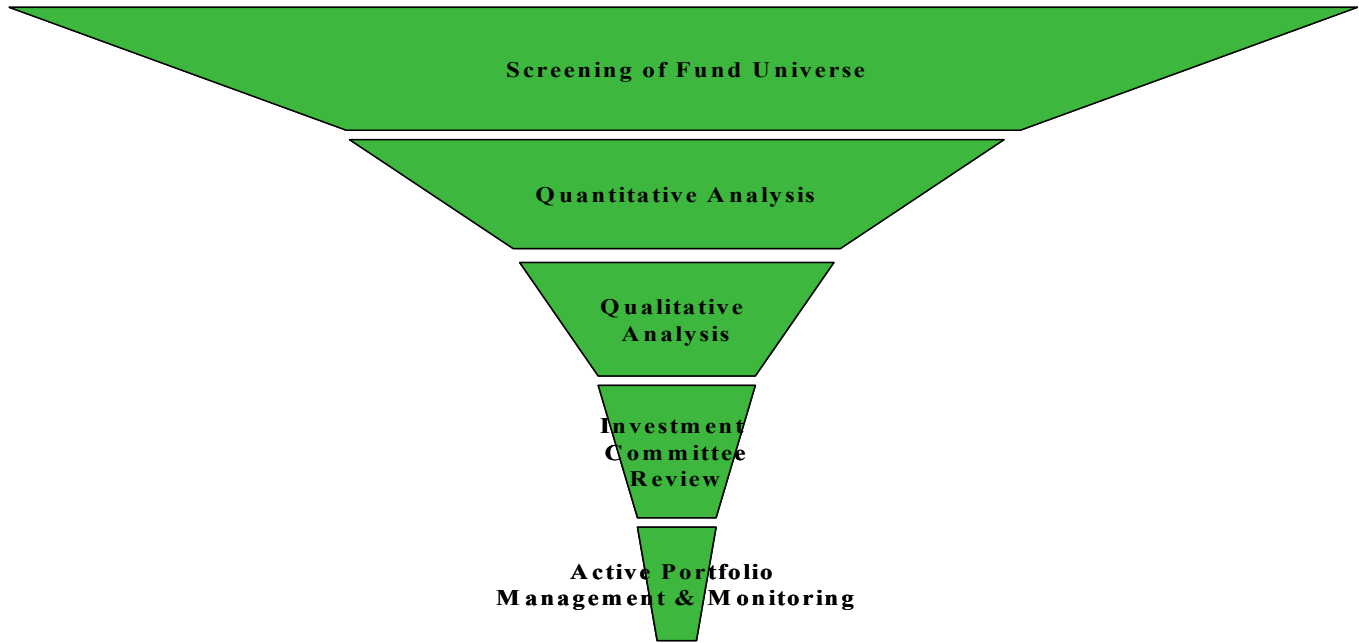 Screening of Fund Universe
Quantitative Analysis
Qualitative
Analysis
Investment
Committee
Review
Active Portfolio
Management & Monitoring